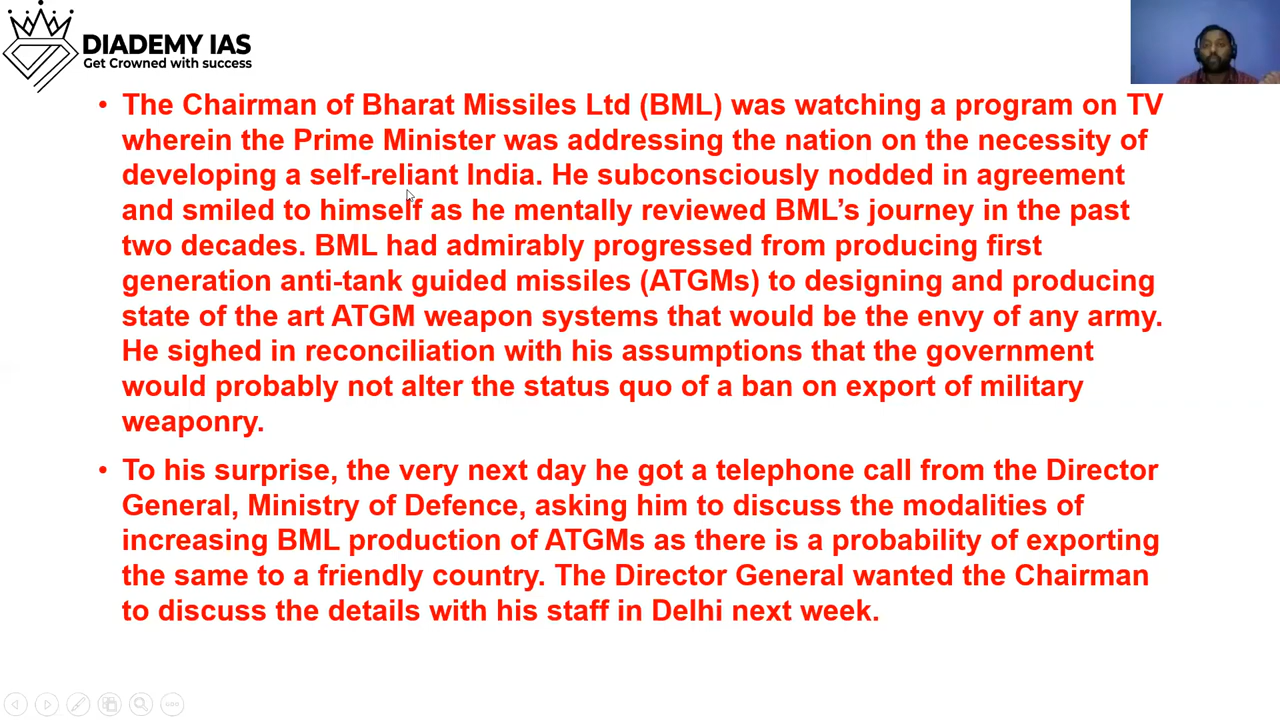 DIADEMY IAS
Get Crowned with success
• The Chairman of Bharat Missiles Ltd (BML) was watching a program on TV
wherein the Prime Minister was addressing the nation on the necessity of
developing a self-reliant India. He subconsciously nodded in agreement
and smiled to himself as he mentally reviewed BML’s journey in the past
two decades. BML had admirably progressed from producing first
generation anti-tank guided missiles (ATGMs) to designing and producing
state of the art ATGM weapon systems that would be the envy of any army.
He sighed in reconciliation with his assumptions that the government
would probably not alter the status quo of a ban on export of military
weaponry.
• To his surprise, the very next day he got a telephone call from the Director
General, Ministry of Defence, asking him to discuss the modalities of
increasing BML production of ATGMs as there is a probability of exporting
the same to a friendly country. The Director General wanted the Chairman
to discuss the details with his staff in Delhi next week.